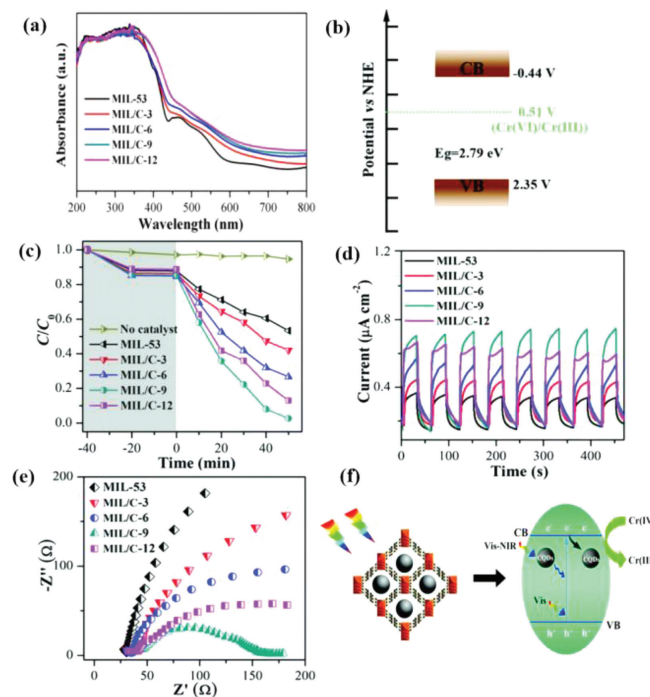 (a)
Absorbance (a.u.)
MIL-53
MIL/C-3
MIL/C-6
MIL/C-9
MIL/C-12
200 300 400 500 600 700 800
Wavelength (nm)
(b)
Potential vs NHE
CB
-0.44 V
0.51 V
(Cr(VI)/Cr(III))
Eg=2.79 eV
VB
2.35 V
(c)
C/C0
1.0
0.8
0.6
0.4
0.2
0.0
No catalyst
MIL-53
MIL/C-3
MIL/C-6
MIL/C-9
MIL/C-12
-40 -20 0 20 40
Time (min)
(d)
Current (μA cm-2)
1.2
0.8
0.4
MIL-53
MIL/C-3
MIL/C-6
MIL/C-9
MIL/C-12
0 100 200 300 400
Time (s)
(e)
-Z'' (Ω)
-200
-100
0
MIL-53
MIL/C-3
MIL/C-6
MIL/C-9
MIL/C-12
0 50 100 150 200
Z' (Ω)
(f)
CB
e- e- e-
Cr(IV
Vis-NIR
CQDs
CQDs
Cr(III
Vis
VB
h+ h+ h+